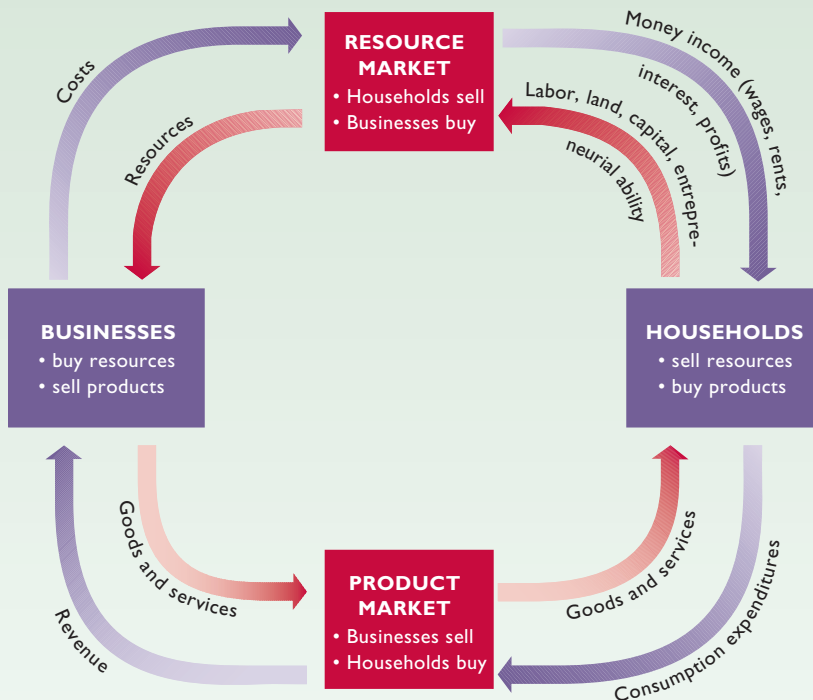 Costs
RESOURCE
MARKET
• Households sell
• Businesses buy
Money income (wages, rents,
interest, profits)
Resources
Labor, land, capital, entrepre-
neurial ability
BUSINESSES
• buy resources
• sell products
HOUSEHOLDS
• sell resources
• buy products
Goods and services
Revenue
PRODUCT
MARKET
• Businesses sell
• Households buy
Goods and services
Consumption expenditures